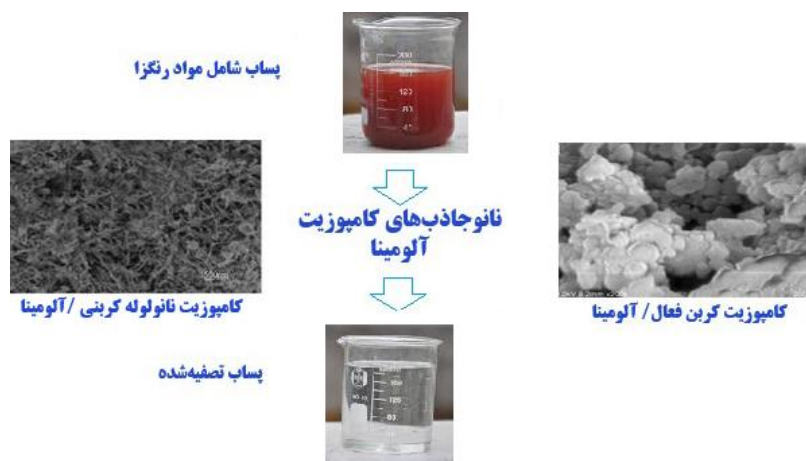 پساب شامل مواد رنگزا
نانوجاذب‌های کامپوزیت
آلومینا
کامپوزیت کربن فعال/ آلومینا
کامپوزیت نانولوله کربنی /آلومینا
پساب تصفیه‌شده